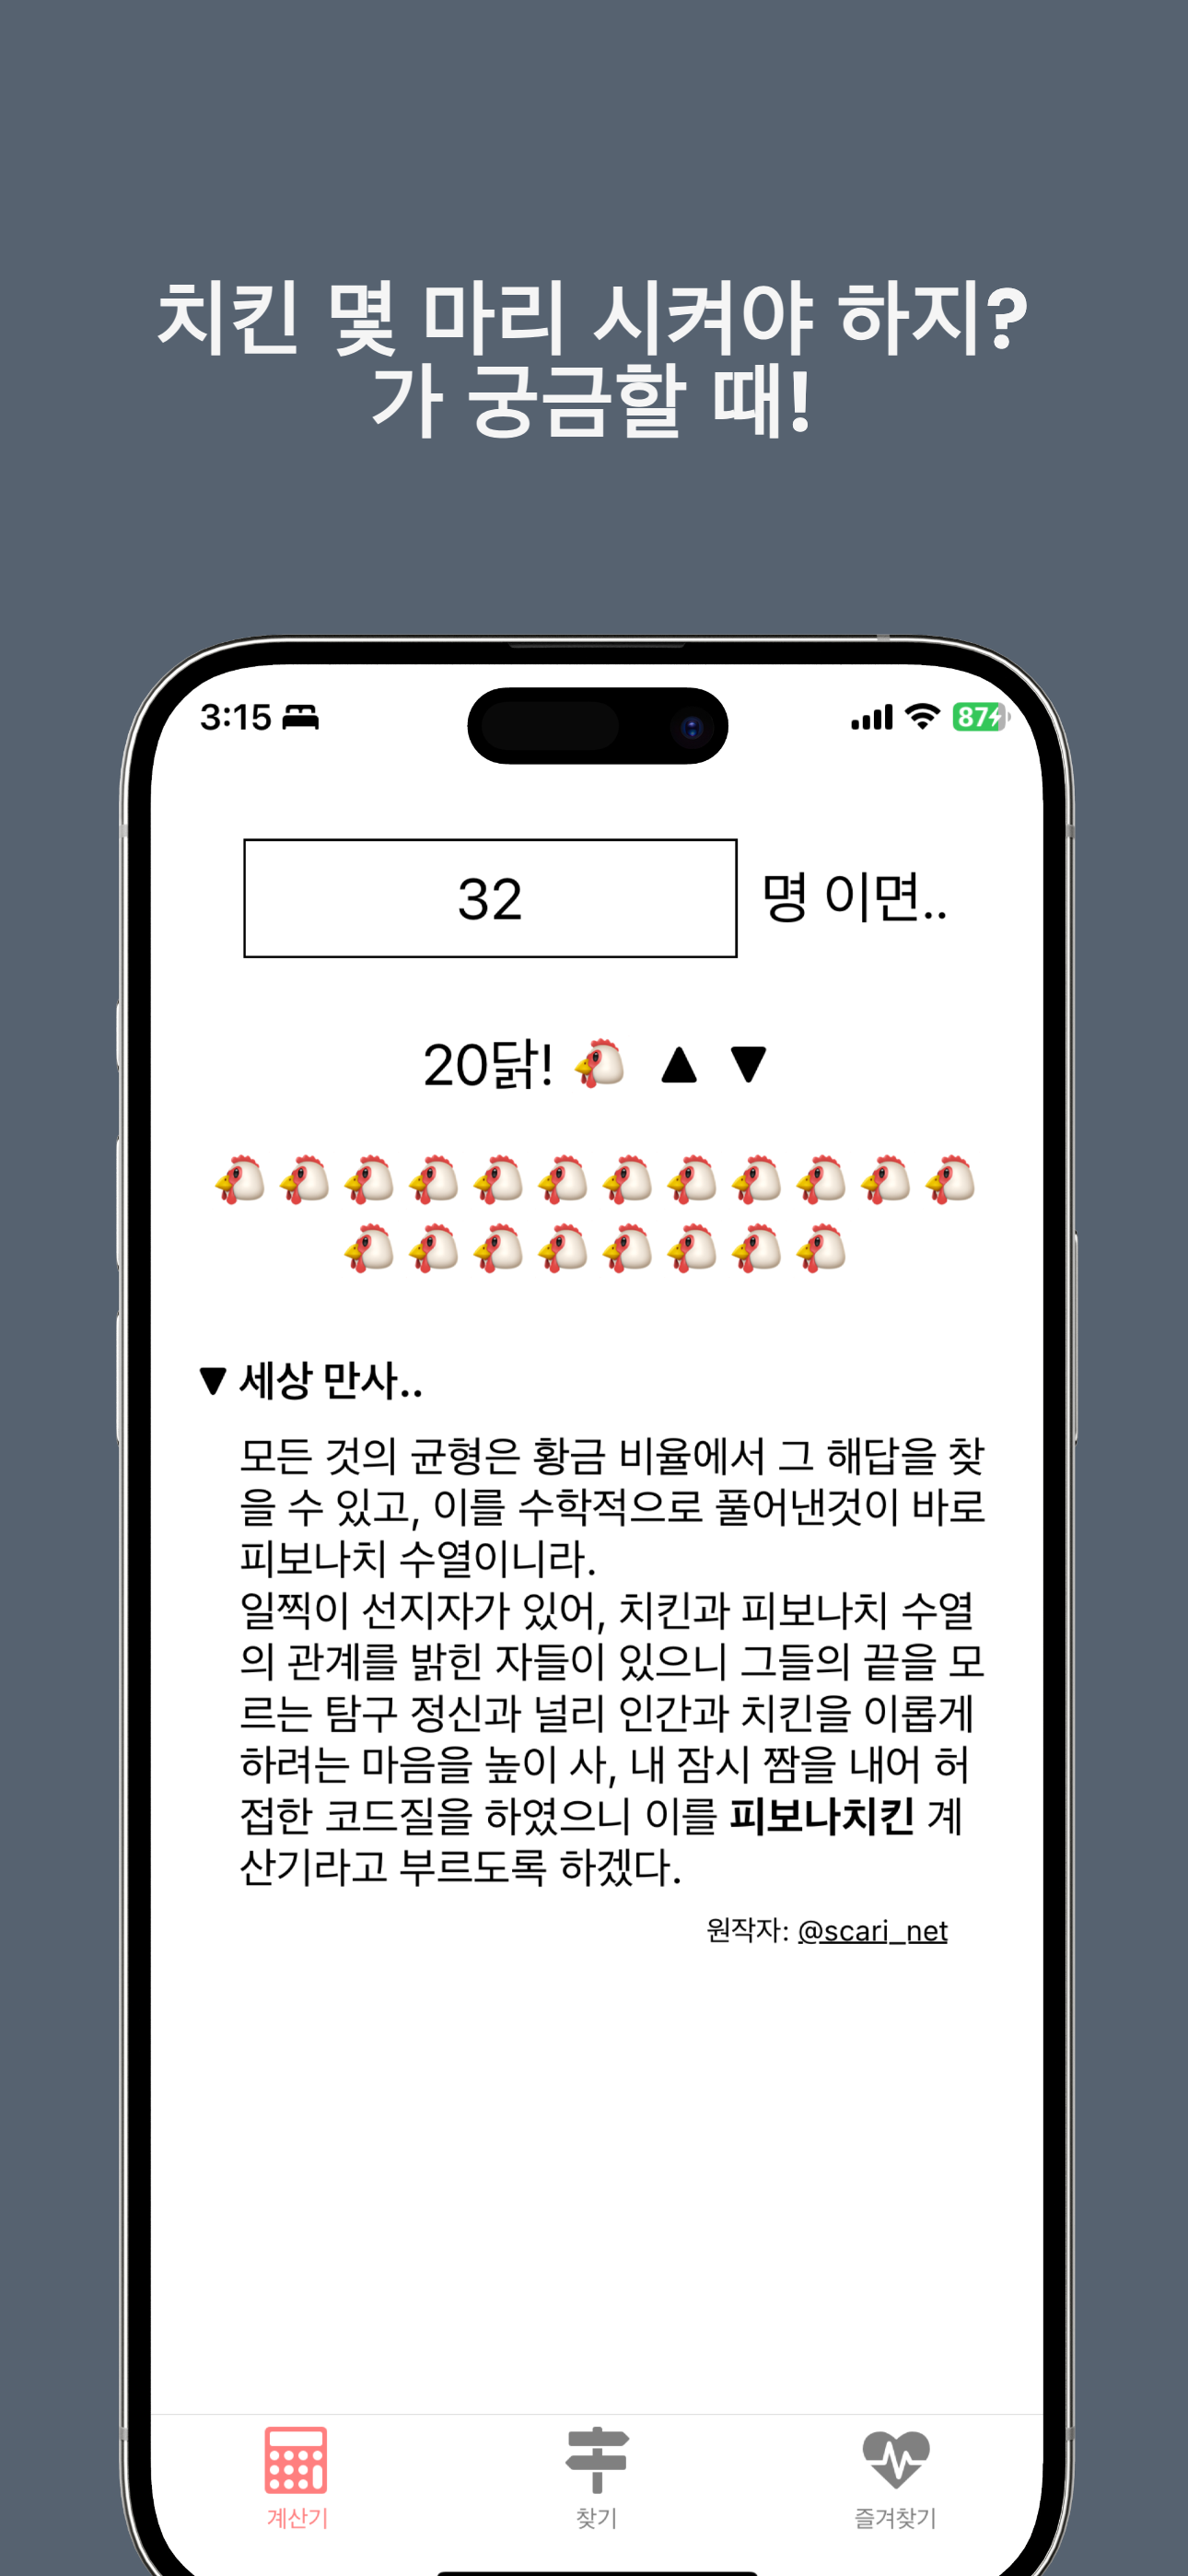 치킨 몇 마리 시켜야 하지?
가 궁금할 때!
3:15
87
32 명 이면..
20닭! 🐔 ▲ ▼
🐔🐔🐔🐔🐔🐔🐔🐔🐔🐔🐔🐔
🐔🐔🐔🐔🐔🐔🐔🐔
▼ 세상 만사..
모든 것의 균형은 황금 비율에서 그 해답을 찾
을 수 있고, 이를 수학적으로 풀어낸것이 바로
피보나치 수열이니라.
일찍이 선지자가 있어, 치킨과 피보나치 수열
의 관계를 밝힌 자들이 있으니 그들의 끝을 모
르는 탐구 정신과 널리 인간과 치킨을 이롭게
하려는 마음을 높이 사, 내 잠시 짬을 내어 허
접한 코드질을 하였으니 이를 피보나치킨 계
산기라고 부르도록 하겠다.
원작자: @scari_net
계산기 찾기 즐겨찾기